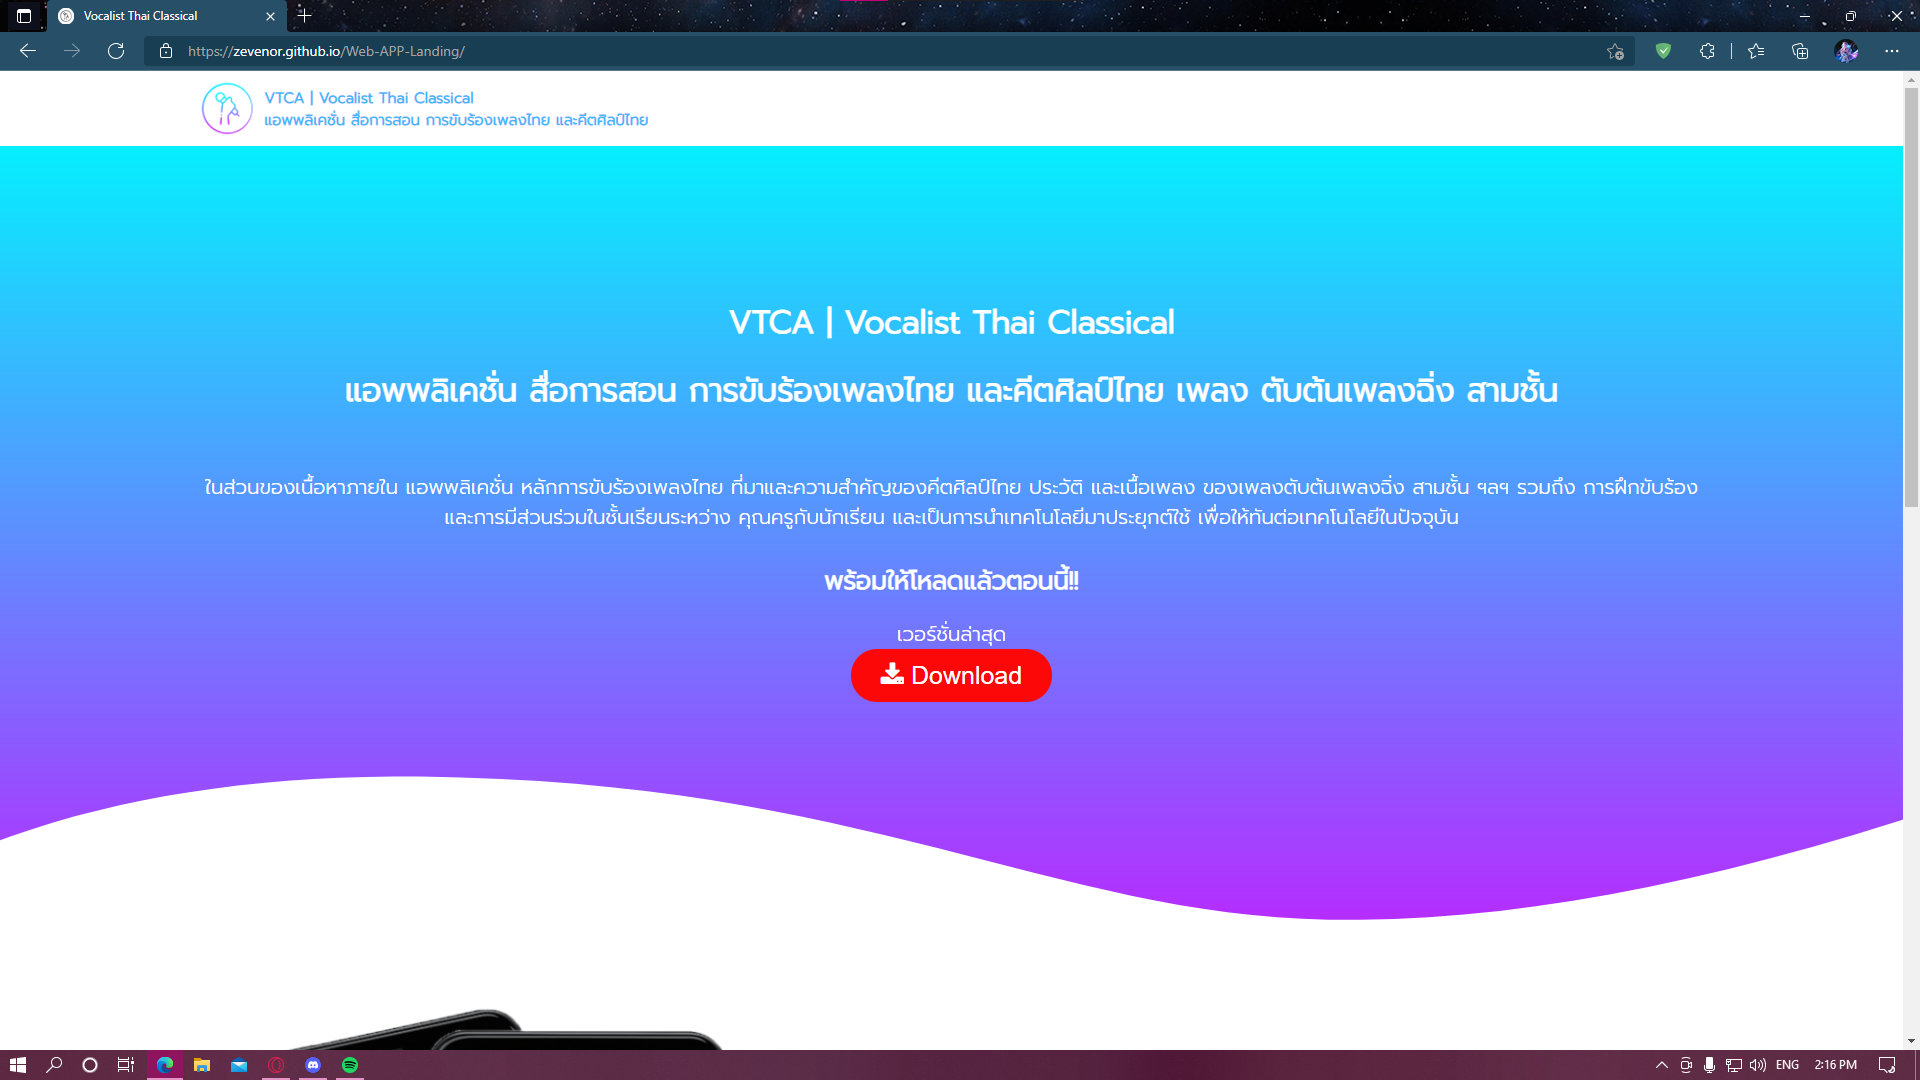 Vocalist Thai Classical
https://zevenor.github.io/Web-APP-Landing/
VTCA | Vocalist Thai Classical
แอพพลิเคชั่น สื่อการสอน การขับร้องเพลงไทย และคีตศิลป์ไทย
VTCA | Vocalist Thai Classical
แอพพลิเคชั่น สื่อการสอน การขับร้องเพลงไทย และคีตศิลป์ไทย เพลง ตับต้นเพลงฉิ่ง สามชั้น
ในส่วนของเนื้อหาภายใน แอพพลิเคชั่น หลักการขับร้องเพลงไทย ที่มาและความสำคัญของคีตศิลป์ไทย ประวัติ และเนื้อเพลง ของเพลงตับต้นเพลงฉิ่ง สามชั้น ฯลฯ รวมถึง การฝึกขับร้อง
และการมีส่วนร่วมในชั้นเรียนระหว่าง คุณครูกับนักเรียน และเป็นการนำเทคโนโลยีมาประยุกต์ใช้ เพื่อให้ทันต่อเทคโนโลยีในปัจจุบัน
พร้อมให้โหลดแล้วตอนนี้!!
เวอร์ชั่นล่าสุด
Download
ENG
2:16 PM